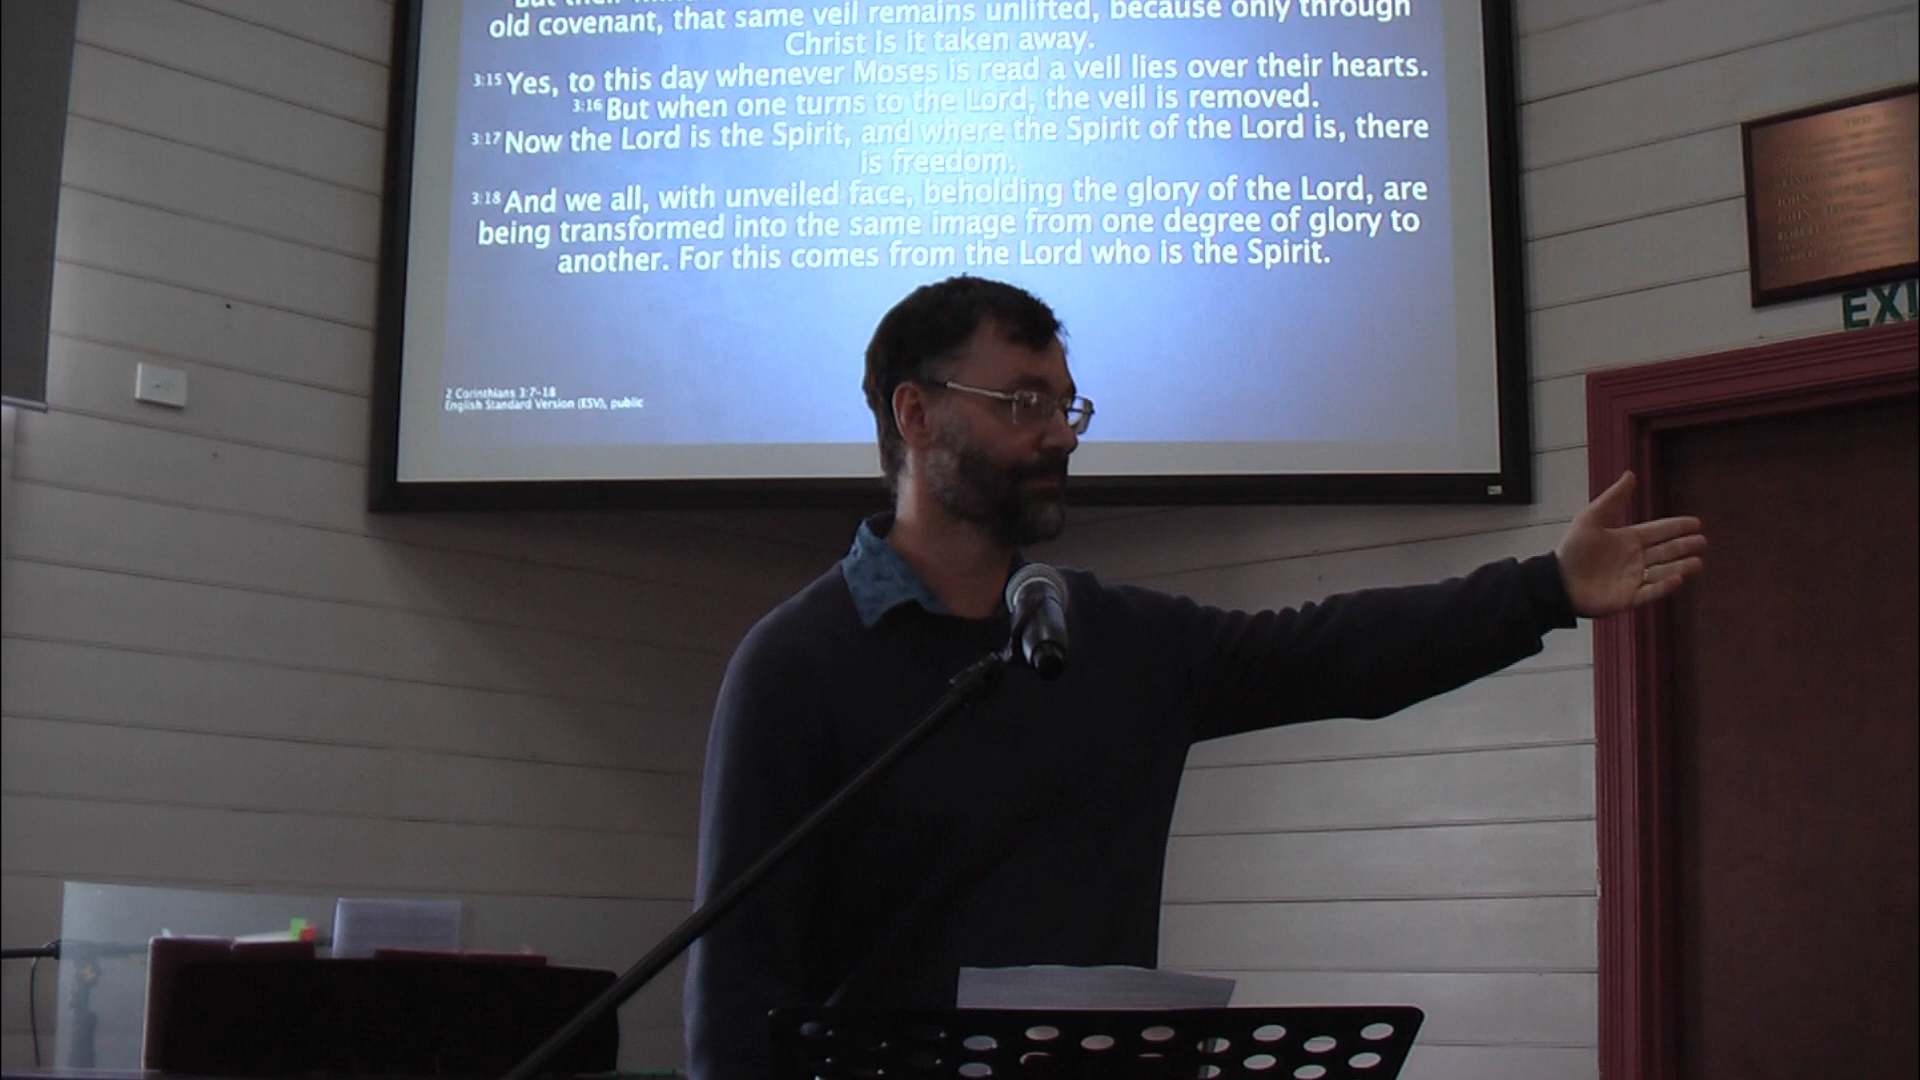 But their
old covenant, that same veil remains unlifted, because only through
Christ is it taken away.
3:15 Yes, to this day whenever Moses is read a veil lies over their hearts.
3:16 But when one turns to the Lord, the veil is removed.
3:17 Now the Lord is the Spirit, and where the Spirit of the Lord is, there
is freedom.
3:18 And we all, with unveiled face, beholding the glory of the Lord, are
being transformed into the same image from one degree of glory to
another. For this comes from the Lord who is the Spirit.
2 Corinthians 3:7-18
English Standard Version (ESV), public
EXI